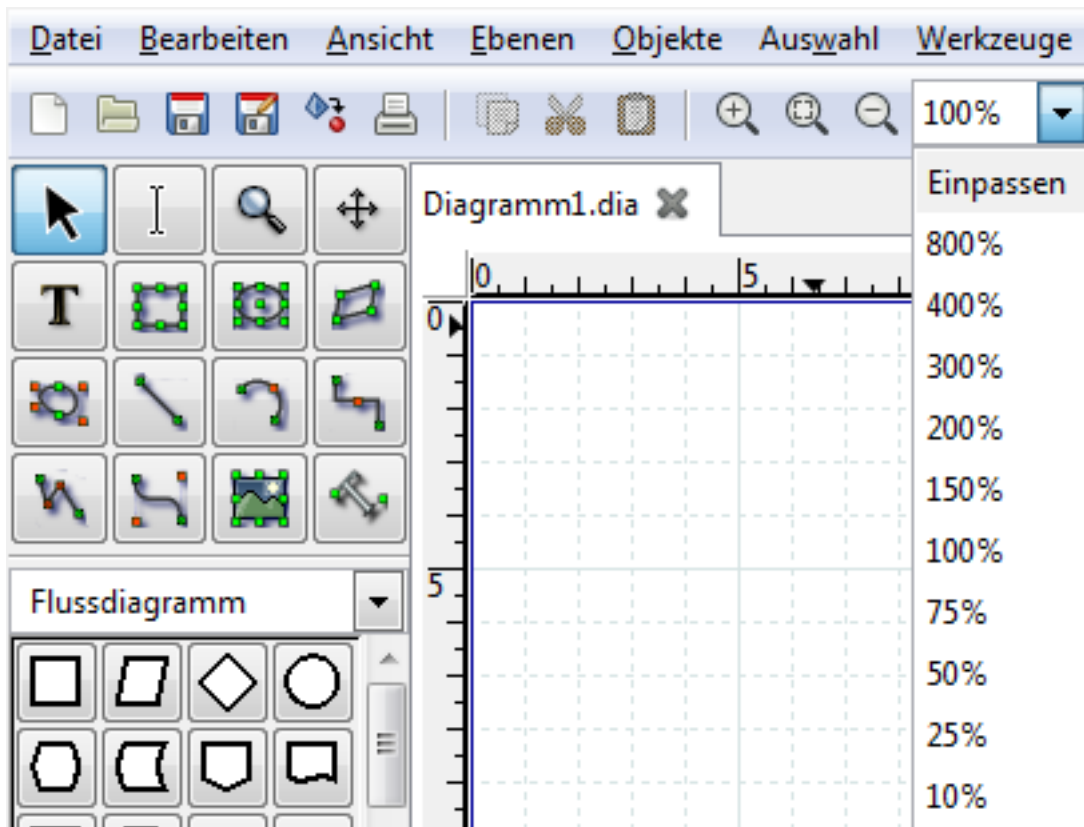 Datei Bearbeiten Ansicht Ebenen Objekte Auswahl Werkzeuge
100%
Diagramm1.dia
Einpassen
800%
400%
300%
200%
150%
100%
75%
50%
25%
10%
0 5
0
5
T
Flussdiagramm